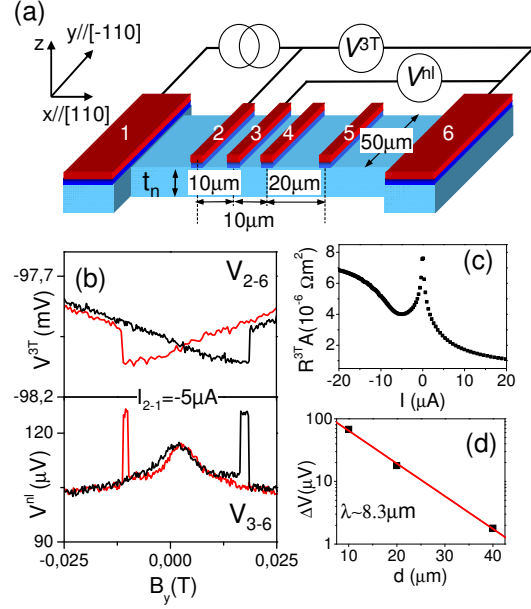 (a)
z
y//[-110]
x//[110]
V3T
Vnl
1
2
3
4
5
6
tn
50μm
10μm
20μm
10μm
(b)
V2-6
-97,7
-98,2
V3T (mV)
I2-1=-5μA
120
90
Vnl (μV)
V3-6
-0,025
0,000
0,025
By(T)
(c)
R3TA(10-6 Ωm2)
8
6
4
2
-20
-10
0
10
20
I (μA)
(d)
ΔV(μV)
100
10
1
λ~8.3μm
10
20
30
40
d (μm)